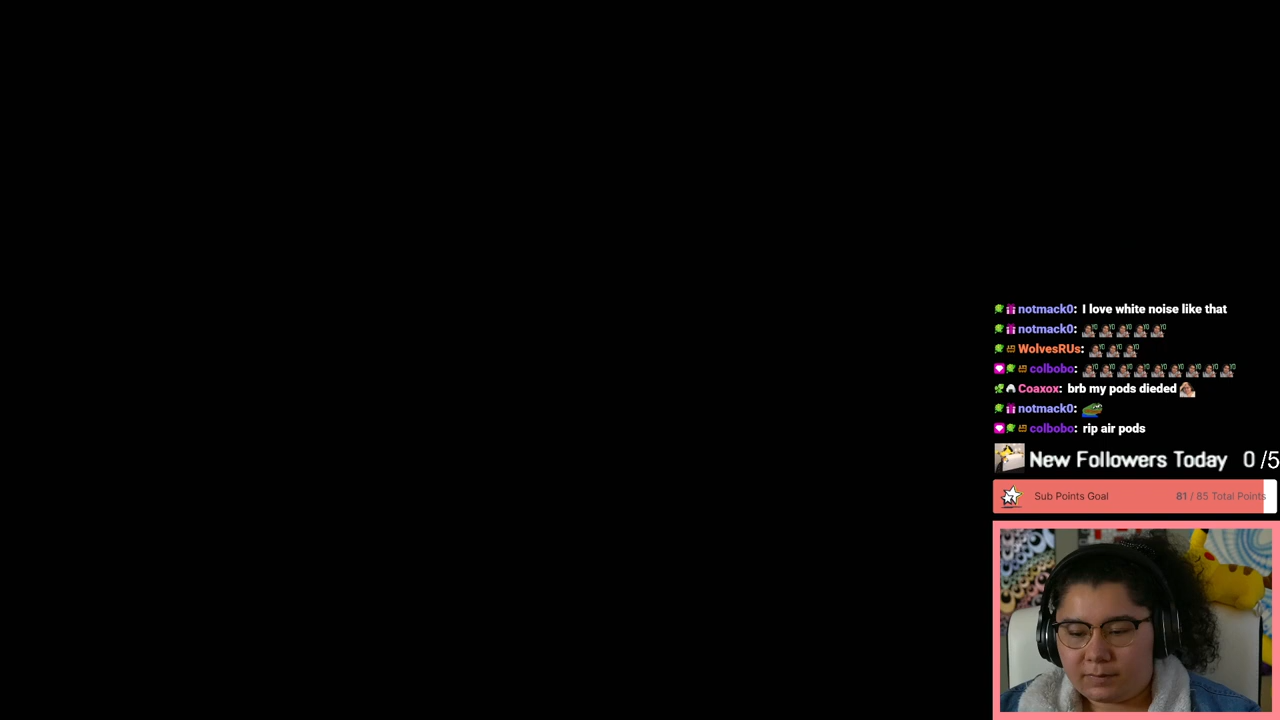 notmack0: I love white noise like that
notmack0:
WolvesRUs:
colbobo:
Coaxox: brb my pods dieded
notmack0:
colbobo: rip air pods
New Followers Today 0 /5
Sub Points Goal 81 / 85 Total Points